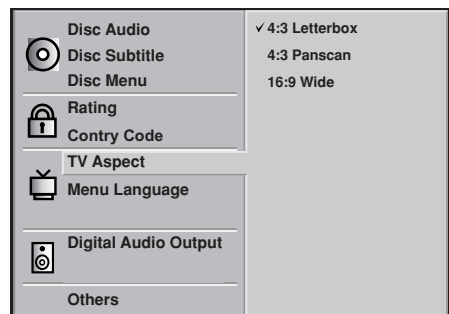 Disc Audio
Disc Subtitle
Disc Menu
Rating
Contry Code
TV Aspect
Menu Language
Digital Audio Output
Others
✓ 4:3 Letterbox
4:3 Panscan
16:9 Wide